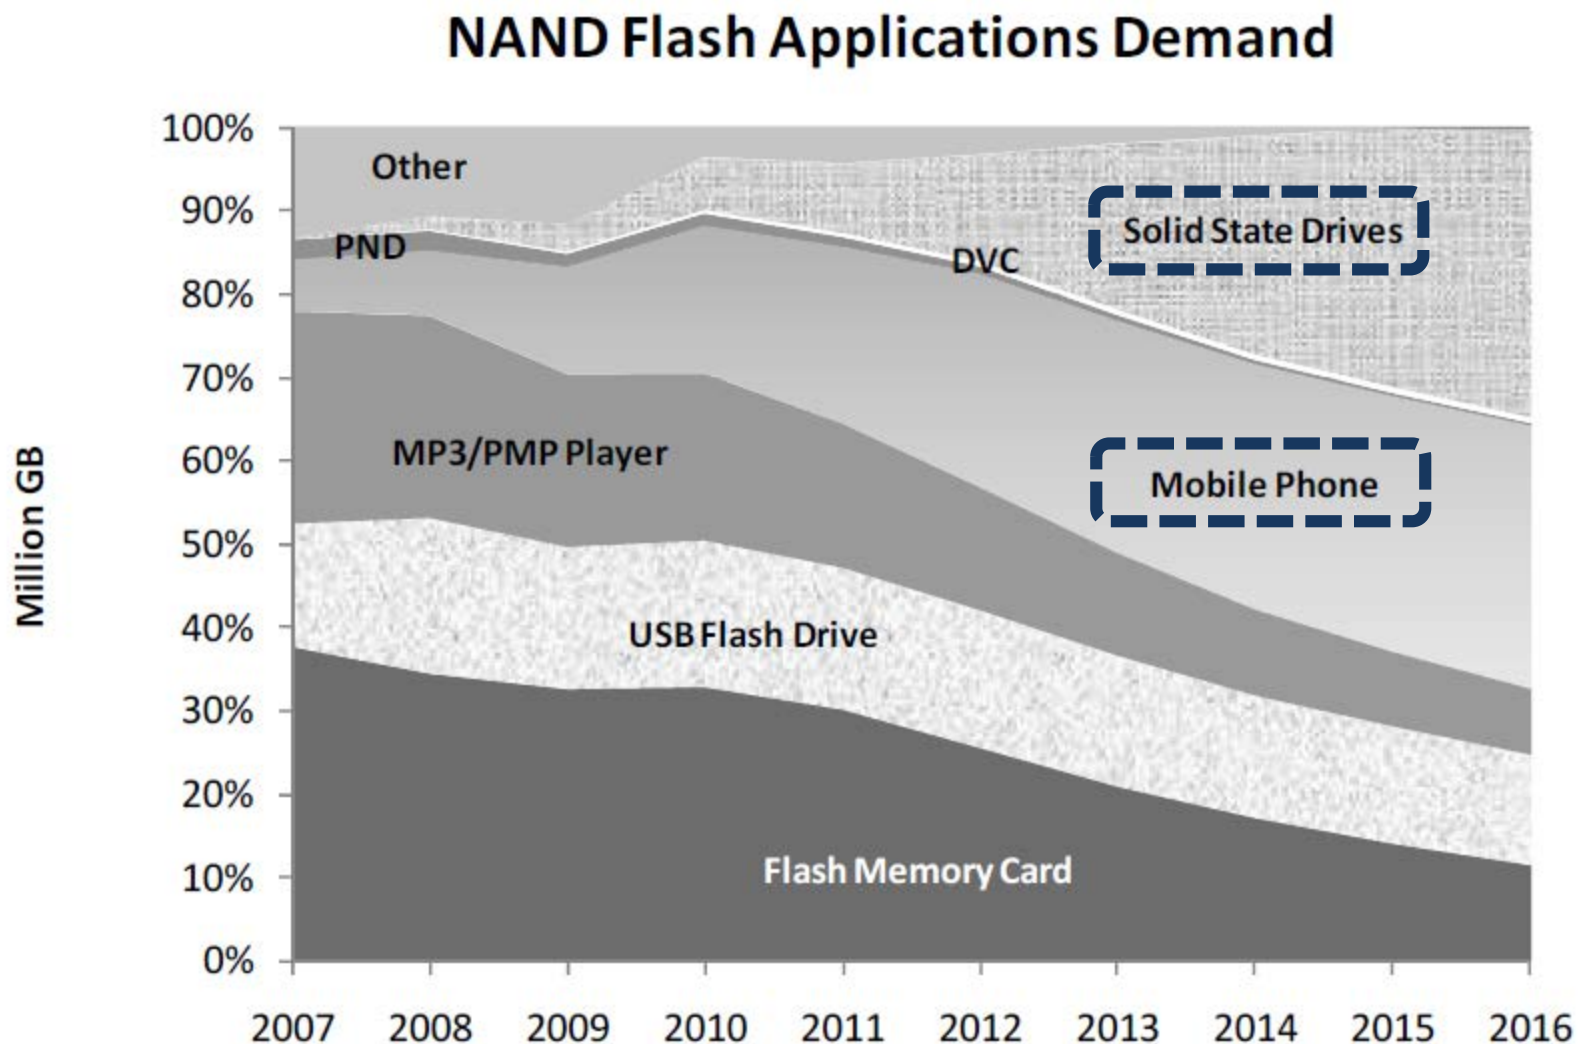 NAND Flash Applications Demand
Million GB
100%
90%
80%
70%
60%
50%
40%
30%
20%
10%
0%
Other
PND
DVC
Solid State Drives
MP3/PMP Player
Mobile Phone
USB Flash Drive
Flash Memory Card
2007 2008 2009 2010 2011 2012 2013 2014 2015 2016